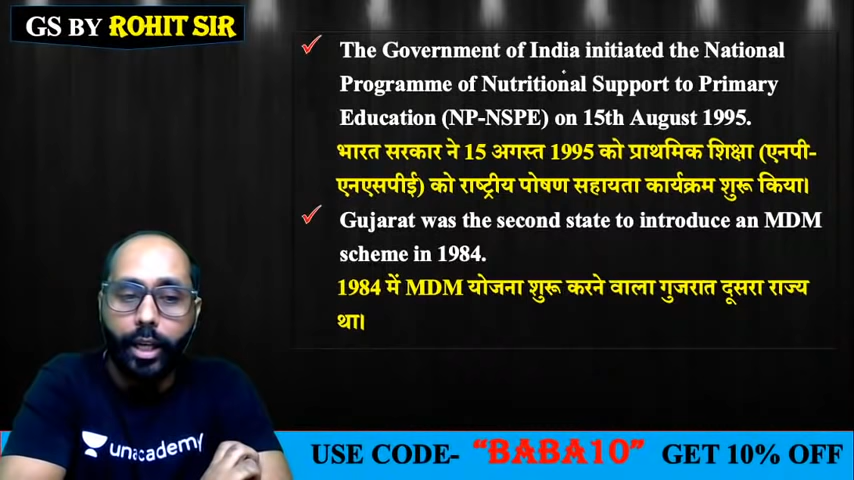 GS BY ROHIT SIR
The Government of India initiated the National
Programme of Nutritional Support to Primary
Education (NP-NSPE) on 15th August 1995.
भारत सरकार ने 15 अगस्त 1995 को प्राथमिक शिक्षा (एनपी-
एनएसपीई) को राष्ट्रीय पोषण सहायता कार्यक्रम शुरू किया।
Gujarat was the second state to introduce an MDM
scheme in 1984.
1984 में MDM योजना शुरू करने वाला गुजरात दूसरा राज्य
था।
unacademy
USE CODE- “BABA10” GET 10% OFF